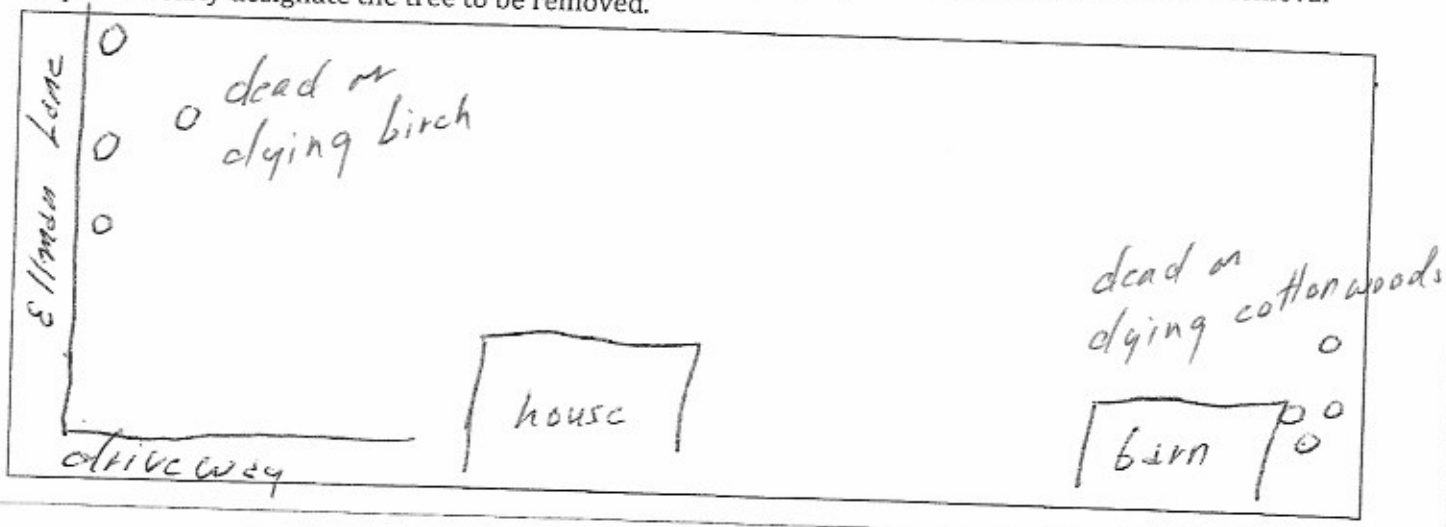 designate the tree to be removed.
Ellman Lane
dead or
dying birch
dead or
dying cottonwoods
house
barn
driveway